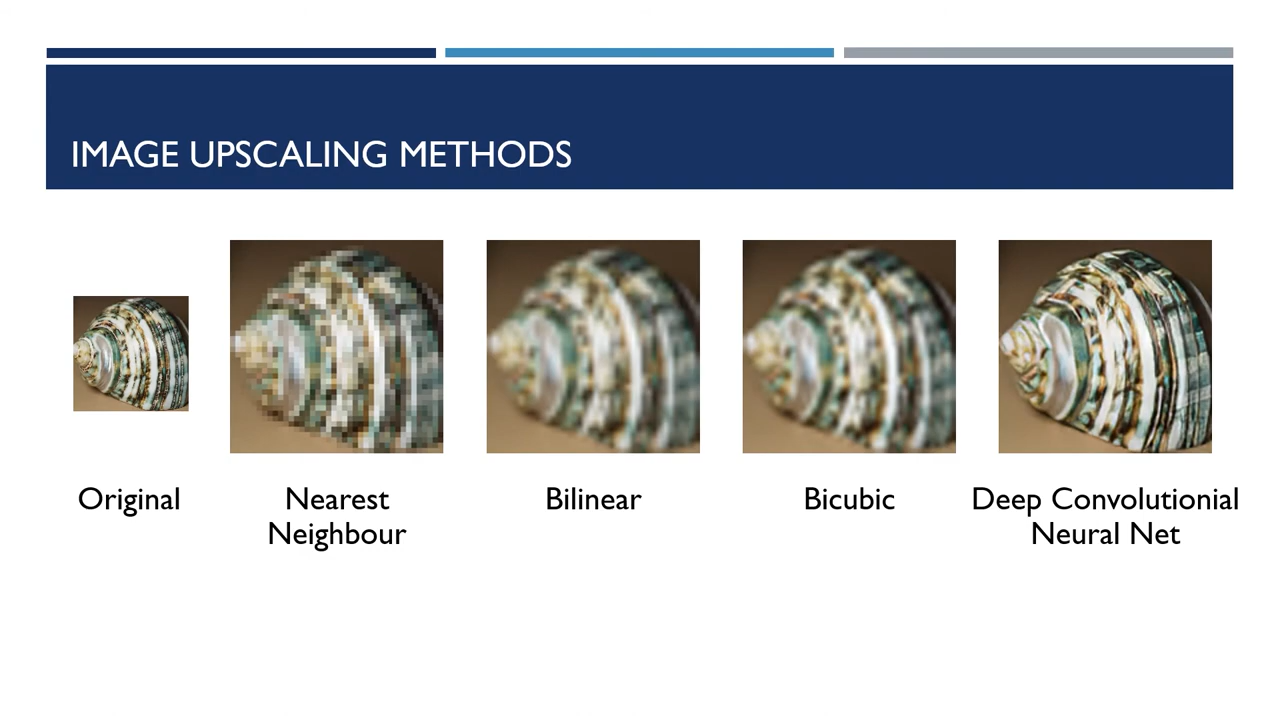 IMAGE UPSCALING METHODS
Original
Nearest
Neighbour
Bilinear
Bicubic
Deep Convolutionial
Neural Net